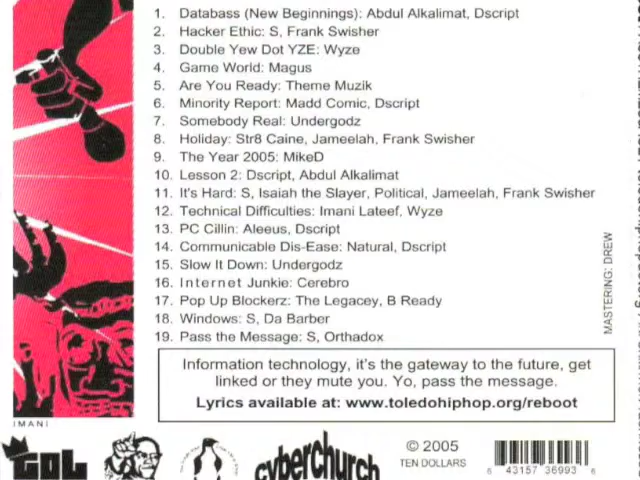 1. Databass (New Beginnings): Abdul Alkalimat, Dscript
2. Hacker Ethic: S, Frank Swisher
3. Double Yew Dot YZE: Wyze
4. Game World: Magus
5. Are You Ready: Theme Muzik
6. Minority Report: Madd Comic, Dscript
7. Somebody Real: Undergodz
8. Holiday: Str8 Caine, Jameelah, Frank Swisher
9. The Year 2005: MikeD
10. Lesson 2: Dscript, Abdul Alkalimat
11. It's Hard: S, Isaiah the Slayer, Political, Jameelah, Frank Swisher
12. Technical Difficulties: Imani Lateef, Wyze
13. PC Cillin: Aleeus, Dscript
14. Communicable Dis-Ease: Natural, Dscript
15. Slow It Down: Undergodz
16. Internet Junkie: Cerebro
17. Pop Up Blockerz: The Legacey, B Ready
18. Windows: S, Da Barber
19. Pass the Message: S, Orthadox
MASTERING: DREW
Information technology, it's the gateway to the future, get
linked or they mute you. Yo, pass the message.
Lyrics available at: www.toledohiphop.org/reboot
IMANI
GOL
cyberchurch
© 2005
TEN DOLLARS
6 43157 36993 6